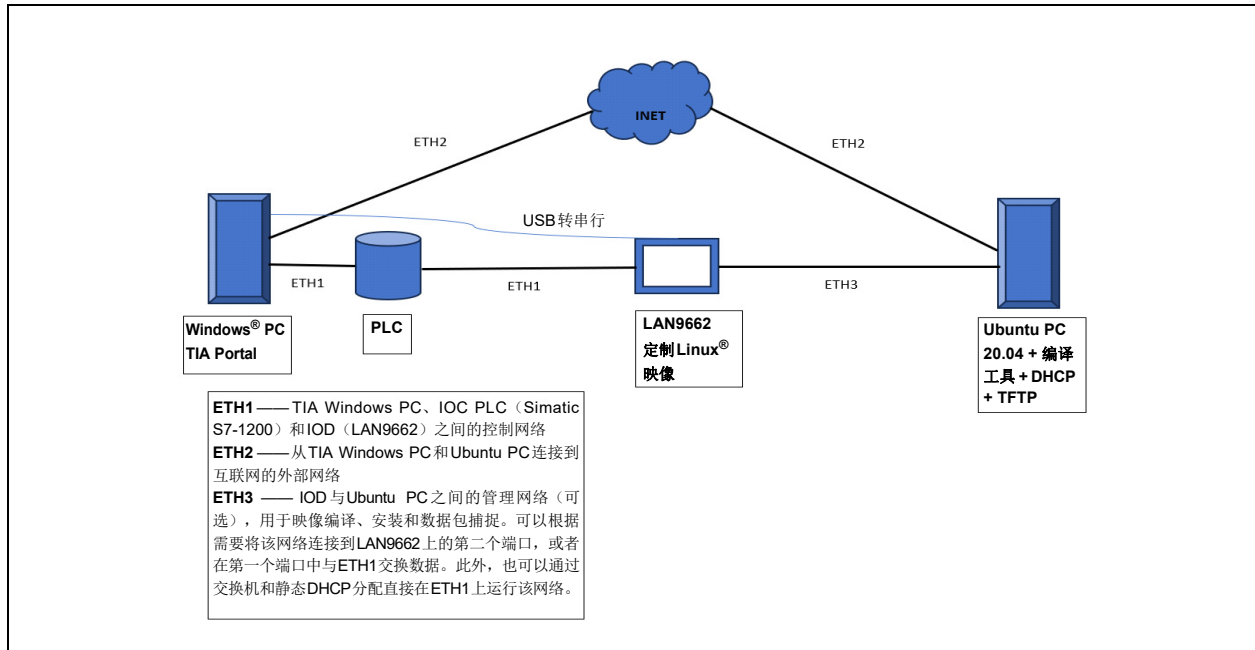 INET
ETH2
ETH2
USB转串行
ETH1
ETH1
ETH3
Windows® PC
TIA Portal
PLC
LAN9662
定制Linux®
映像
Ubuntu PC
20.04 + 编译
工具 + DHCP
+ TFTP
ETH1 —— TIA Windows PC、IOC PLC（Simatic
S7-1200）和IOD（LAN9662）之间的控制网络
ETH2 ——从TIA Windows PC和Ubuntu PC连接到
互联网的外部网络
ETH3 —— IOD与Ubuntu PC之间的管理网络（可
选），用于映像编译、安装和数据包捕捉。可以根据
需要将该网络连接到LAN9662上的第二个端口，或者
在第一个端口中与ETH1交换数据。此外，也可以通过
交换机和静态DHCP分配直接在ETH1上运行该网络。